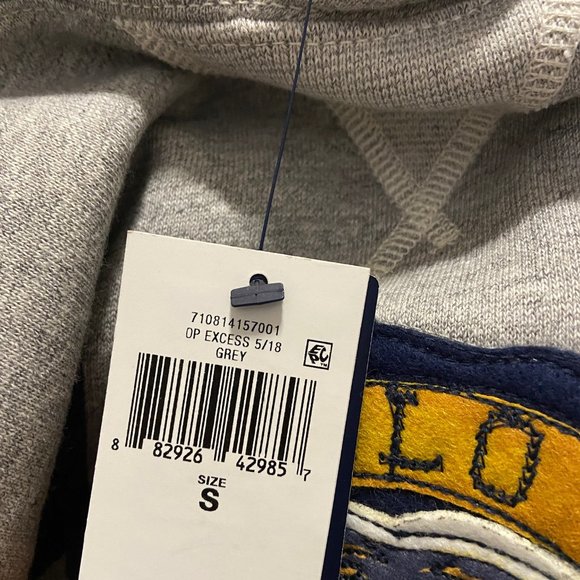 710814157001
OP EXCESS 5/18
GREY
8 82926 42985 7
SIZE
S
LO